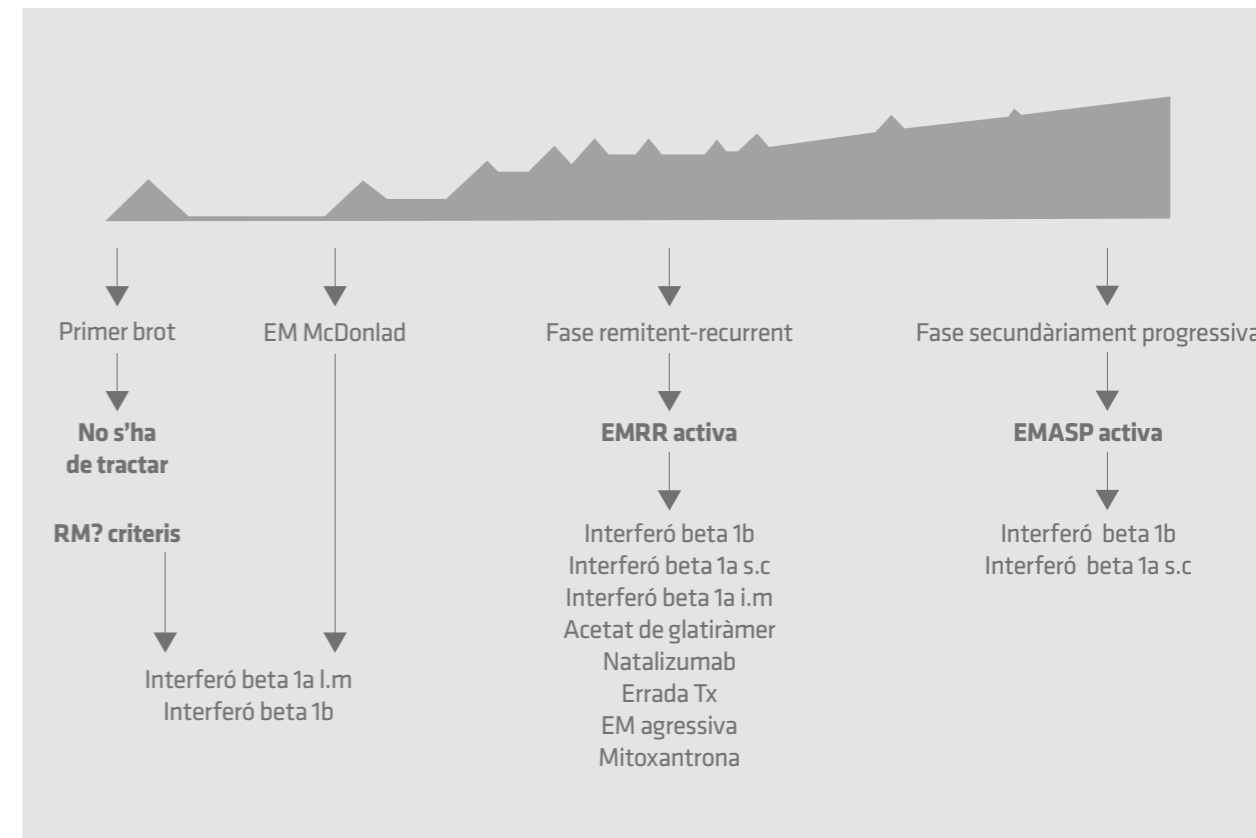 Primer brot
EM McDonlad
Fase remitent-recurrent
Fase secundàriament progressiva
No s'ha
de tractar
EMRR activa
EMASP activa
RM? criteris
Interferó beta 1b
Interferó beta 1a s.c
Interferó beta 1a i.m
Acetat de glatiràmer
Natalizumab
Errada Tx
EM agressiva
Mitoxantrona
Interferó beta 1b
Interferó beta 1a s.c
Interferó beta 1a l.m
Interferó beta 1b